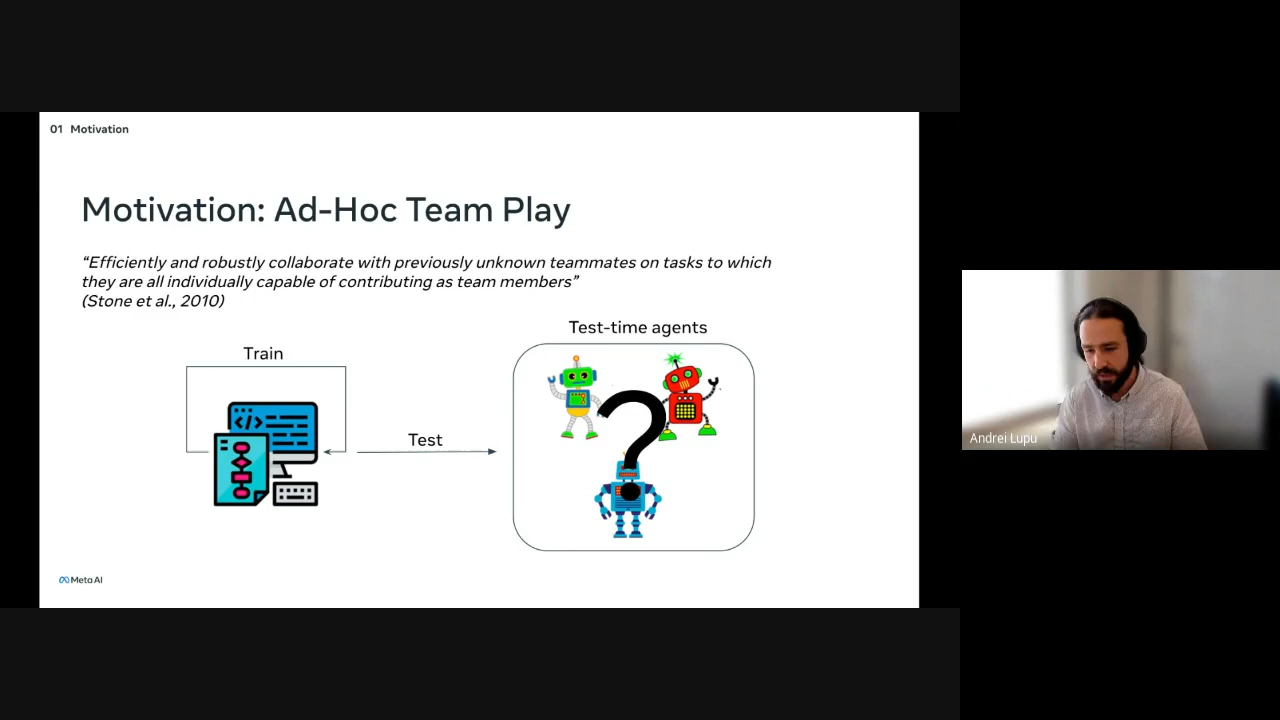 01 Motivation
Motivation: Ad-Hoc Team Play
“Efficiently and robustly collaborate with previously unknown teammates on tasks to which
they are all individually capable of contributing as team members”
(Stone et al., 2010)
Test-time agents
Train
Test
?
Meta AI
Andrei Lupu